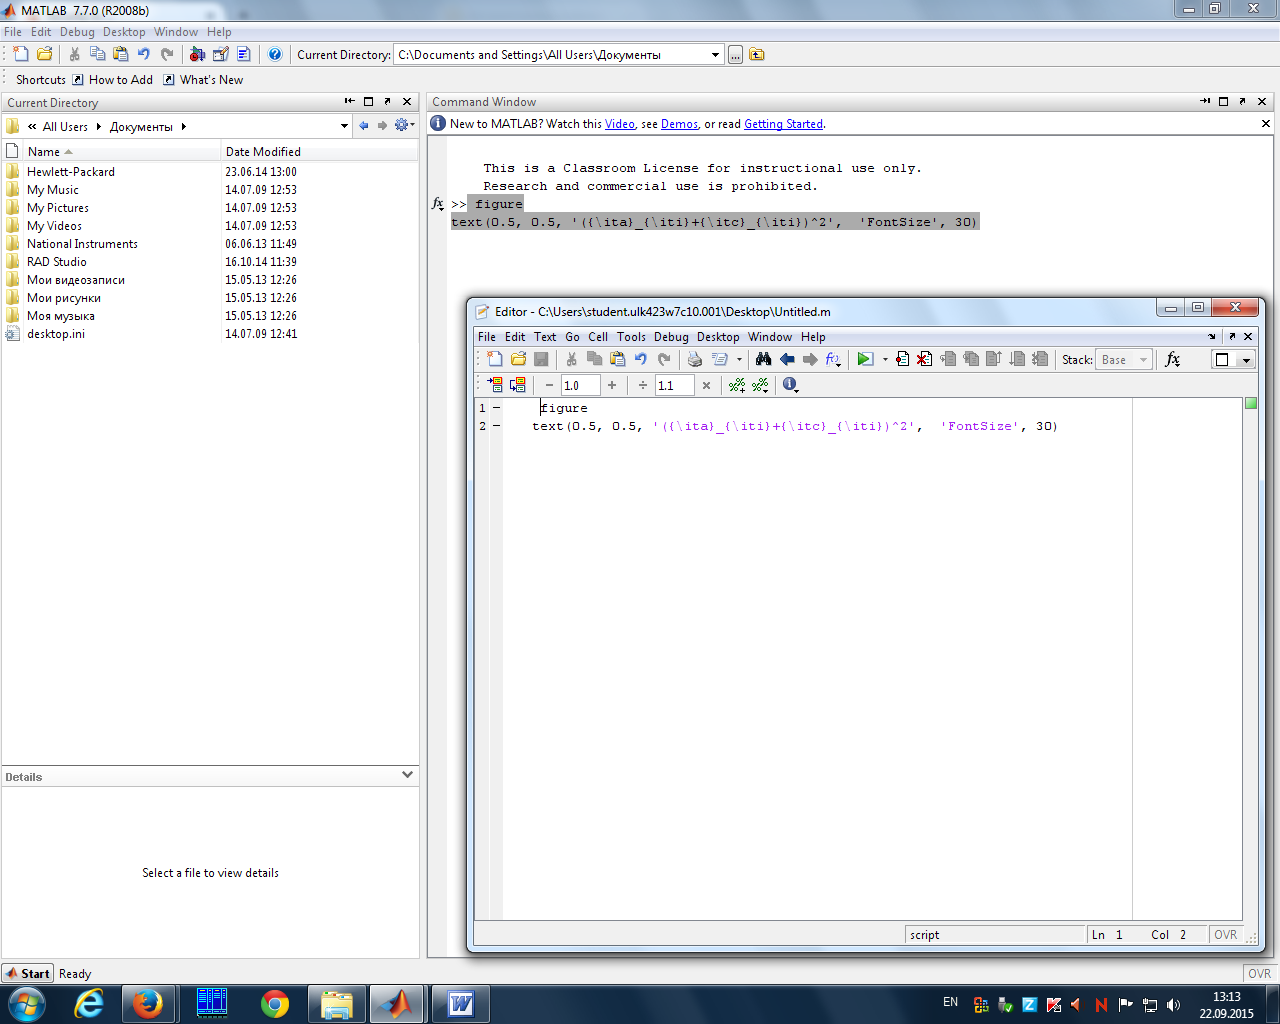 MATLAB 7.7.0 (R2008b)
File Edit Debug Desktop Window Help
Current Directory: C:\Documents and Settings\All Users\Документы ...
Shortcuts How to Add What's New
Current Directory
« All Users Документы
Name Date Modified
Hewlett-Packard 23.06.14 13:00
My Music 14.07.09 12:53
My Pictures 14.07.09 12:53
My Videos 14.07.09 12:53
National Instruments 06.06.13 11:49
RAD Studio 16.10.14 11:39
Мои видеозаписи 15.05.13 12:26
Мои рисунки 15.05.13 12:26
Моя музыка 15.05.13 12:26
desktop.ini 14.07.09 12:41
Details
Select a file to view details
Command Window
New to MATLAB? Watch this Video, see Demos, or read Getting Started.
This is a Classroom License for instructional use only.
Research and commercial use is prohibited.
fx >> figure
text(0.5, 0.5, '({\ita}_{\iti}+{\itc}_{\iti})^2', 'FontSize', 30)
Editor - C:\Users\student.ulk423w7c10.001\Desktop\Untitled.m
File Edit Text Go Cell Tools Debug Desktop Window Help
Stack: Base fx
− 1.0 + ÷ 1.1 ×
1 − figure
2 − text(0.5, 0.5, '({\ita}_{\iti}+{\itc}_{\iti})^2', 'FontSize', 30)
script Ln 1 Col 2 OVR
Start Ready OVR
EN 13:13
22.09.2015